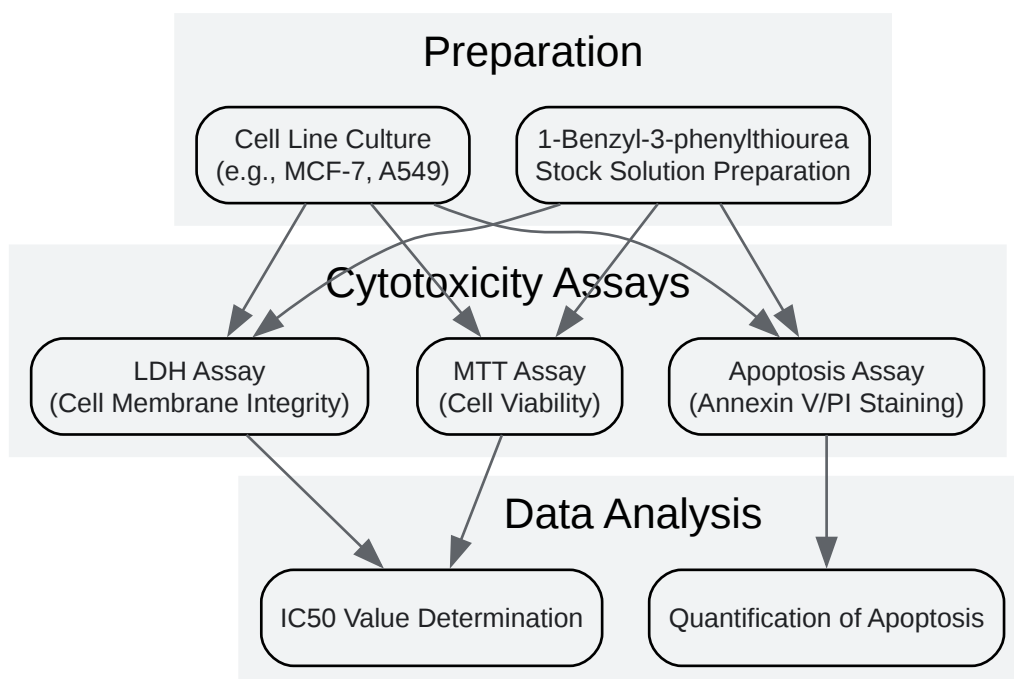 Preparation
Cell Line Culture
(e.g., MCF-7, A549)
1-Benzyl-3-phenylthiourea
Stock Solution Preparation
Cytotoxicity Assays
LDH Assay
(Cell Membrane Integrity)
MTT Assay
(Cell Viability)
Apoptosis Assay
(Annexin V/PI Staining)
Data Analysis
IC50 Value Determination
Quantification of Apoptosis